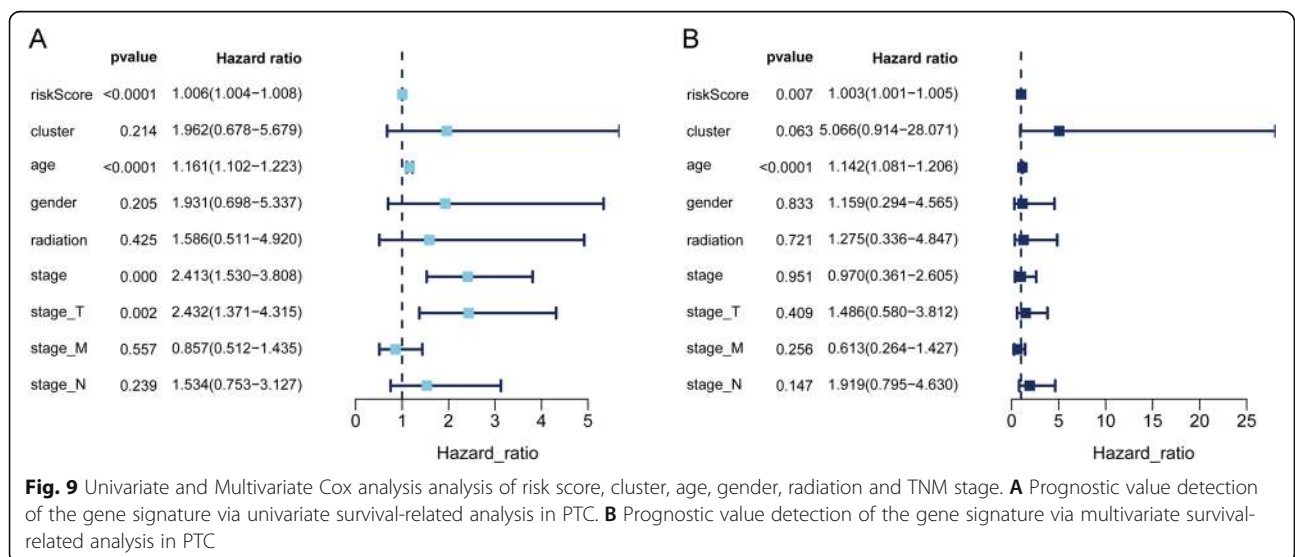 A
pvalue Hazard ratio
riskScore <0.0001 1.006(1.004−1.008)
cluster 0.214 1.962(0.678−5.679)
age <0.0001 1.161(1.102−1.223)
gender 0.205 1.931(0.698−5.337)
radiation 0.425 1.586(0.511−4.920)
stage 0.000 2.413(1.530−3.808)
stage_T 0.002 2.432(1.371−4.315)
stage_M 0.557 0.857(0.512−1.435)
stage_N 0.239 1.534(0.753−3.127)
0 1 2 3 4 5
Hazard_ratio
B
pvalue Hazard ratio
riskScore 0.007 1.003(1.001−1.005)
cluster 0.063 5.066(0.914−28.071)
age <0.0001 1.142(1.081−1.206)
gender 0.833 1.159(0.294−4.565)
radiation 0.721 1.275(0.336−4.847)
stage 0.951 0.970(0.361−2.605)
stage_T 0.409 1.486(0.580−3.812)
stage_M 0.256 0.613(0.264−1.427)
stage_N 0.147 1.919(0.795−4.630)
0 5 10 15 20 25
Hazard_ratio
Fig. 9 Univariate and Multivariate Cox analysis analysis of risk score, cluster, age, gender, radiation and TNM stage. A Prognostic value detection
of the gene signature via univariate survival-related analysis in PTC. B Prognostic value detection of the gene signature via multivariate survival-
related analysis in PTC